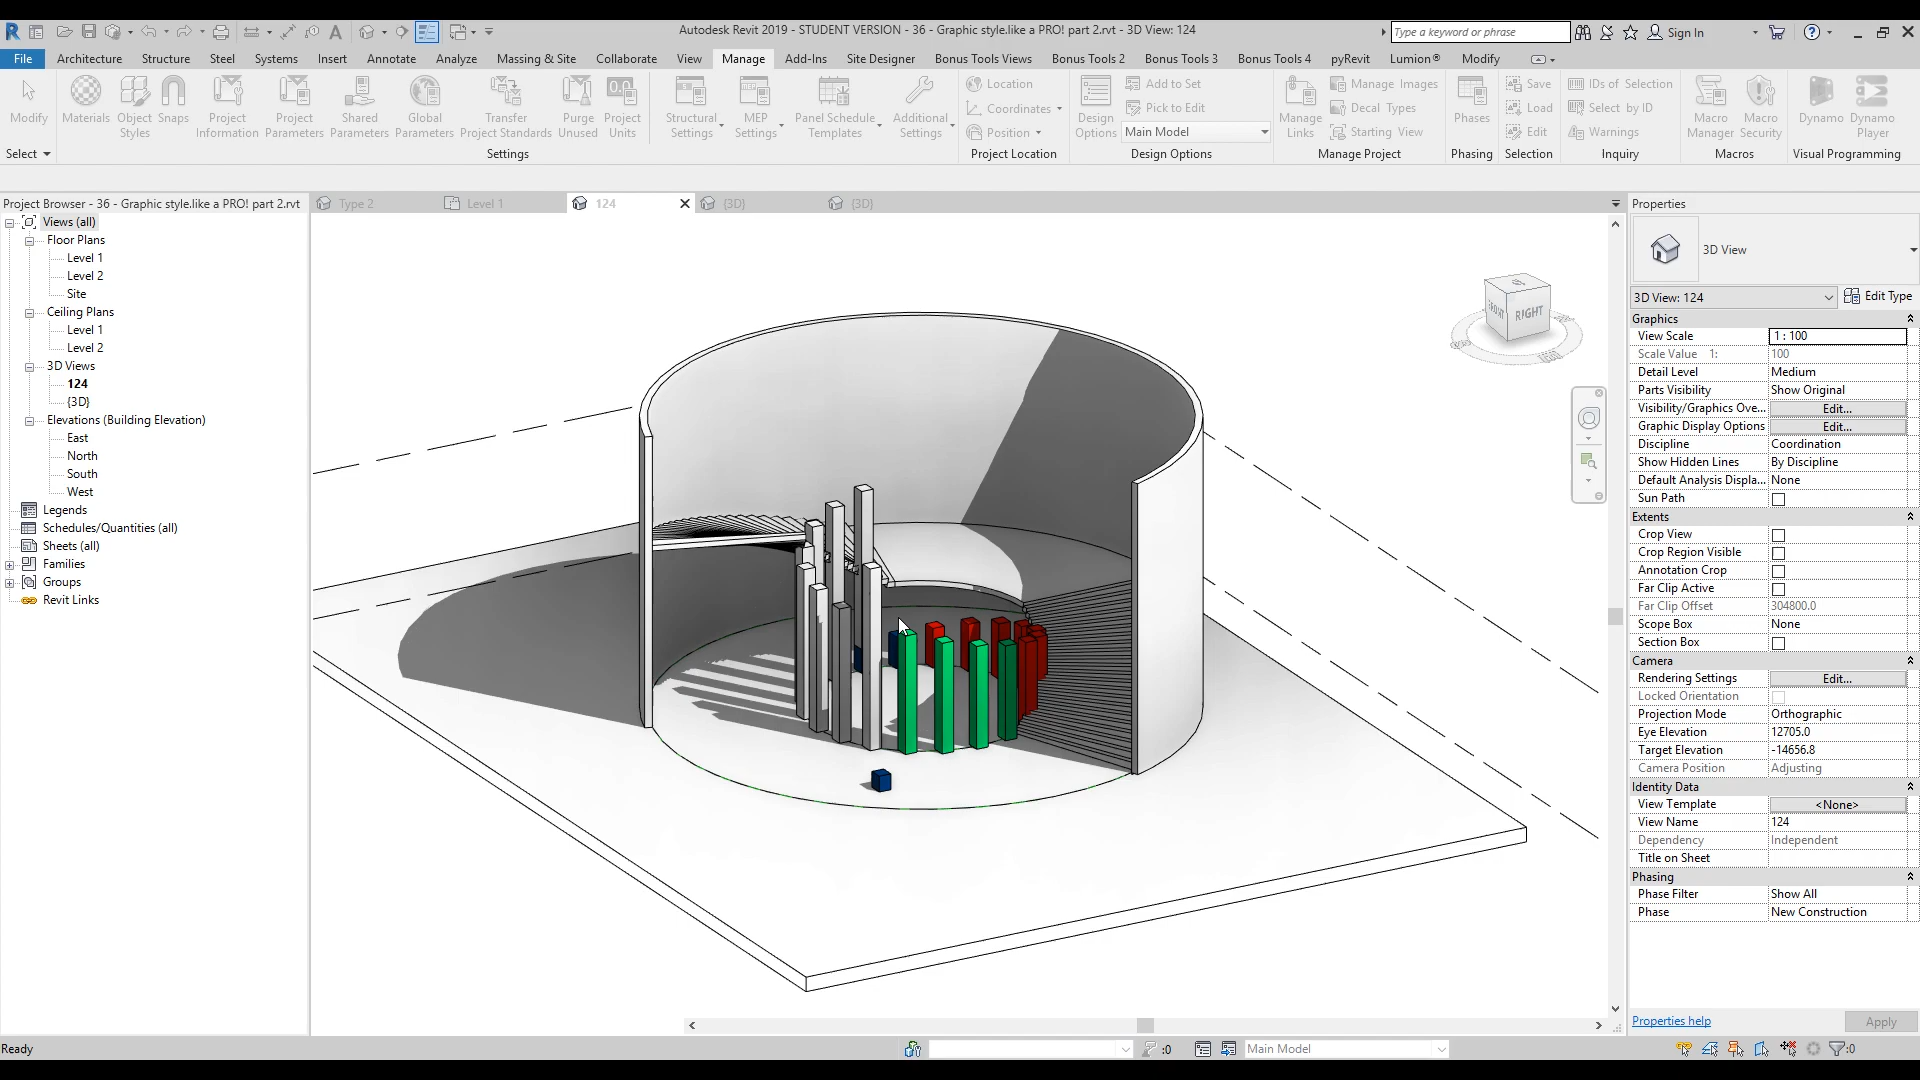 Autodesk Revit 2019 - STUDENT VERSION - 36 - Graphic style.like a PRO! part 2.rvt - 3D View: 124
Type a keyword or phrase
Sign In
File Architecture Structure Steel Systems Insert Annotate Analyze Massing & Site Collaborate View Manage Add-Ins Site Designer Bonus Tools Views Bonus Tools 2 Bonus Tools 3 Bonus Tools 4 pyRevit Lumion® Modify
Modify
Materials
Object Styles
Snaps
Project Information
Project Parameters
Shared Parameters
Global Parameters
Transfer Project Standards
Purge Unused
Project Units
Structural Settings
MEP Settings
Panel Schedule Templates
Additional Settings
Location
Coordinates
Position
Design Options
Add to Set
Pick to Edit
Main Model
Manage Links
Manage Images
Decal Types
Starting View
Phases
Save
Load
Edit
IDs of Selection
Select by ID
Warnings
Macro Manager
Macro Security
Dynamo
Dynamo Player
Select
Settings
Project Location
Design Options
Manage Project
Phasing
Selection
Inquiry
Macros
Visual Programming
Project Browser - 36 - Graphic style.like a PRO! part 2.rvt
Views (all)
Floor Plans
Level 1
Level 2
Site
Ceiling Plans
Level 1
Level 2
3D Views
124
{3D}
Elevations (Building Elevation)
East
North
South
West
Legends
Schedules/Quantities (all)
Sheets (all)
Families
Groups
Revit Links
Type 2
Level 1
124
{3D}
{3D}
FRONT
RIGHT
Properties
3D View
3D View: 124
Edit Type
Graphics
View Scale 1 : 100
Scale Value 1: 100
Detail Level Medium
Parts Visibility Show Original
Visibility/Graphics Ove... Edit...
Graphic Display Options Edit...
Discipline Coordination
Show Hidden Lines By Discipline
Default Analysis Displa... None
Sun Path
Extents
Crop View
Crop Region Visible
Annotation Crop
Far Clip Active
Far Clip Offset 304800.0
Scope Box None
Section Box
Camera
Rendering Settings Edit...
Locked Orientation
Projection Mode Orthographic
Eye Elevation 12705.0
Target Elevation -14656.8
Camera Position Adjusting
Identity Data
View Template <None>
View Name 124
Dependency Independent
Title on Sheet
Phasing
Phase Filter Show All
Phase New Construction
Properties help
Apply
Ready
:0
Main Model
:0